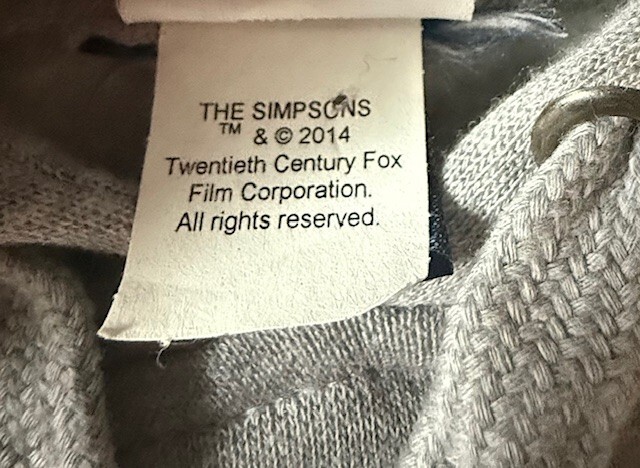 THE SIMPSONS
™ & © 2014
Twentieth Century Fox
Film Corporation.
All rights reserved.